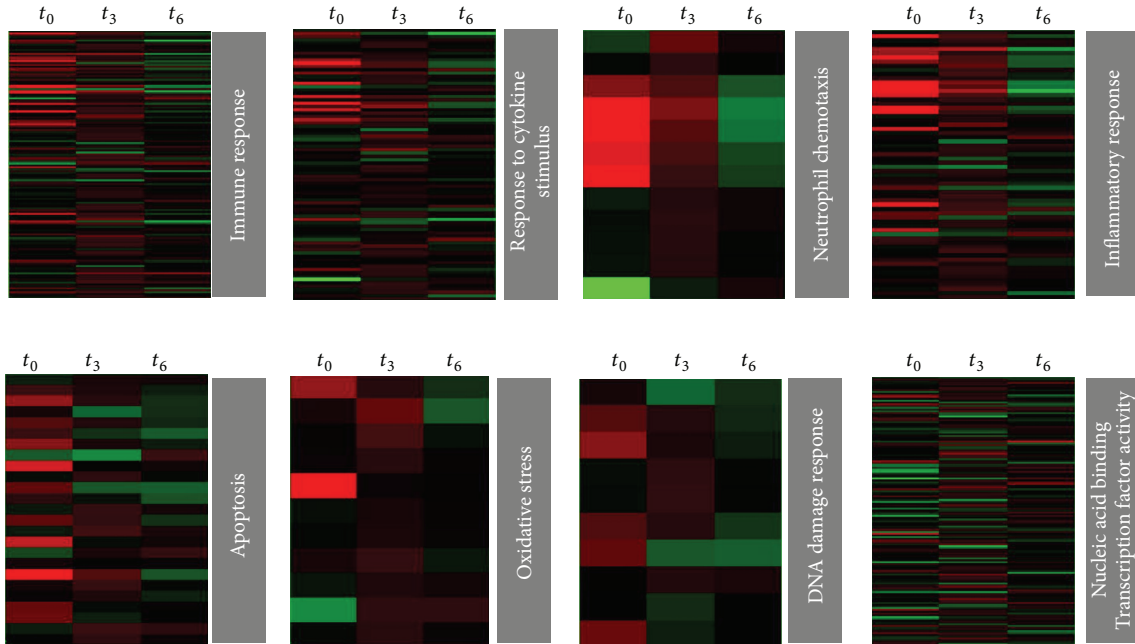 t0 t3 t6
Immune response
t0 t3 t6
Response to cytokine
stimulus
t0 t3 t6
Neutrophil chemotaxis
t0 t3 t6
Inflammatory response
t0 t3 t6
Apoptosis
t0 t3 t6
Oxidative stress
t0 t3 t6
DNA damage response
t0 t3 t6
Nucleic acid binding
Transcription factor activity